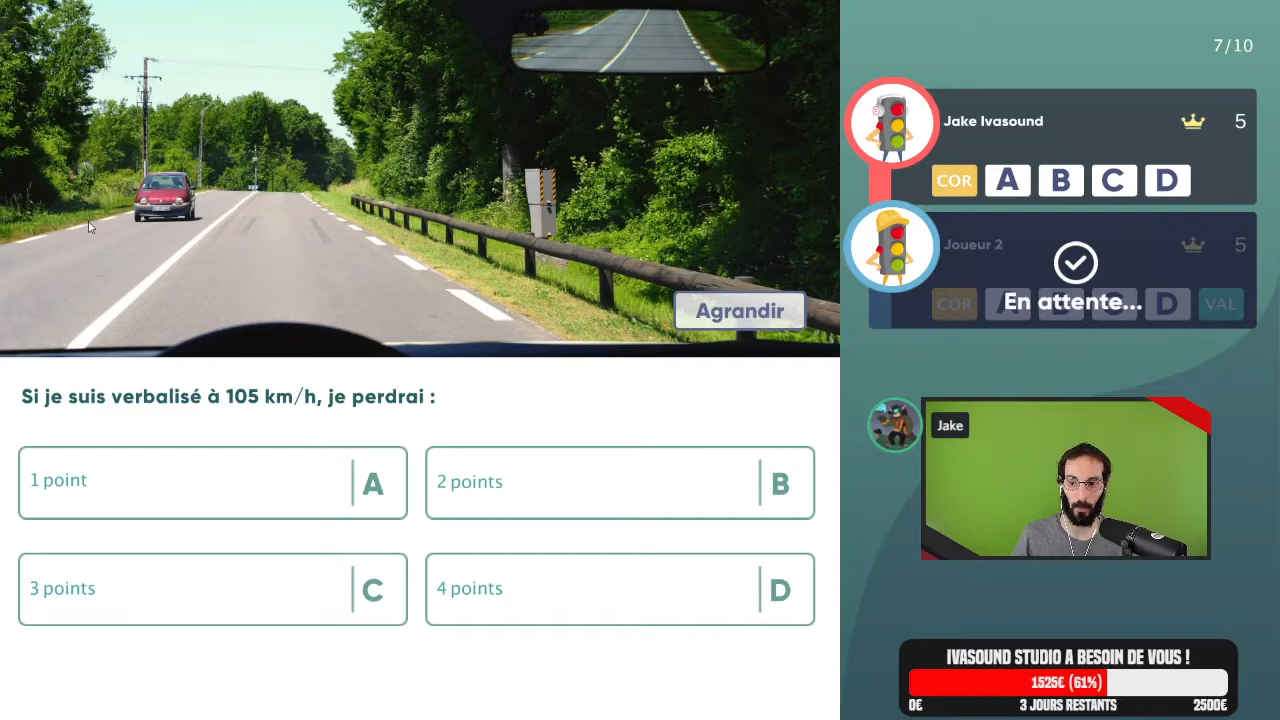 7/10
Jake Ivasound
5
COR A B C D
Joueur 2
5
COR A B C D VAL
En attente...
Agrandir
Si je suis verbalisé à 105 km/h, je perdrai :
1 point A
2 points B
3 points C
4 points D
Jake
IVASOUND STUDIO A BESOIN DE VOUS !
1525€ (61%)
0€ 3 JOURS RESTANTS 2500€